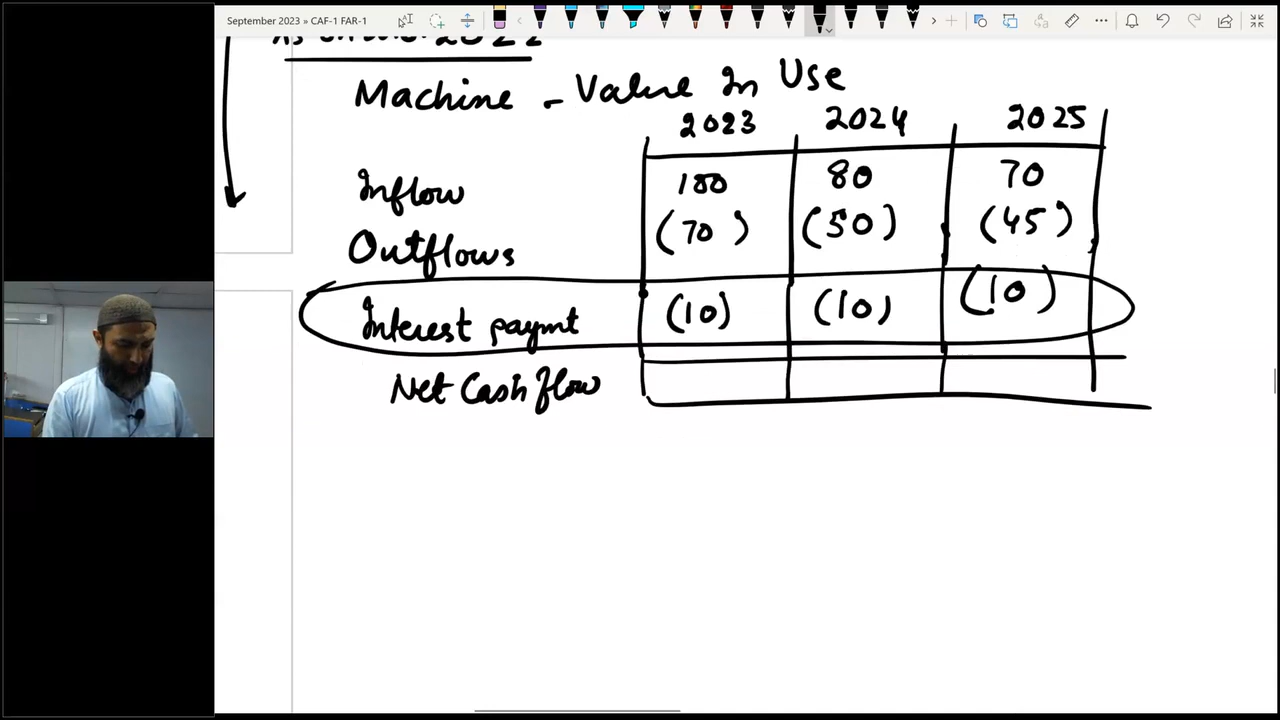 September 2023 » CAF-1 FAR-1
Machine - Value In Use
2023 2024 2025
Inflow 100 80 70
Outflows (70) (50) (45)
Interest paymt (10) (10) (10)
Net Cash flow